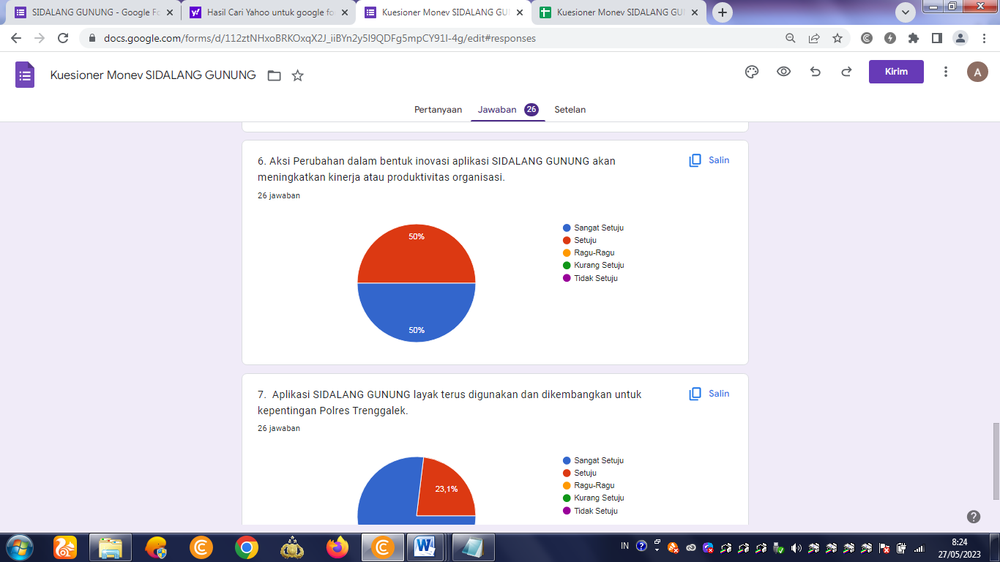 SIDALANG GUNUNG - Google Fo
Hasil Cari Yahoo untuk google fo
Kuesioner Monev SIDALANG GU
Kuesioner Monev SIDALANG GU
docs.google.com/forms/d/112ztNHxoBRKOxqX2J_iiBYn2y5I9QDFg5mpCY91I-4g/edit#responses
Kuesioner Monev SIDALANG GUNUNG
Kirim
A
Pertanyaan
Jawaban 26
Setelan
6. Aksi Perubahan dalam bentuk inovasi aplikasi SIDALANG GUNUNG akan
meningkatkan kinerja atau produktivitas organisasi.
Salin
26 jawaban
50%
50%
Sangat Setuju
Setuju
Ragu-Ragu
Kurang Setuju
Tidak Setuju
7. Aplikasi SIDALANG GUNUNG layak terus digunakan dan dikembangkan untuk
kepentingan Polres Trenggalek.
Salin
26 jawaban
23,1%
Sangat Setuju
Setuju
Ragu-Ragu
Kurang Setuju
Tidak Setuju
IN
8:24
27/05/2023